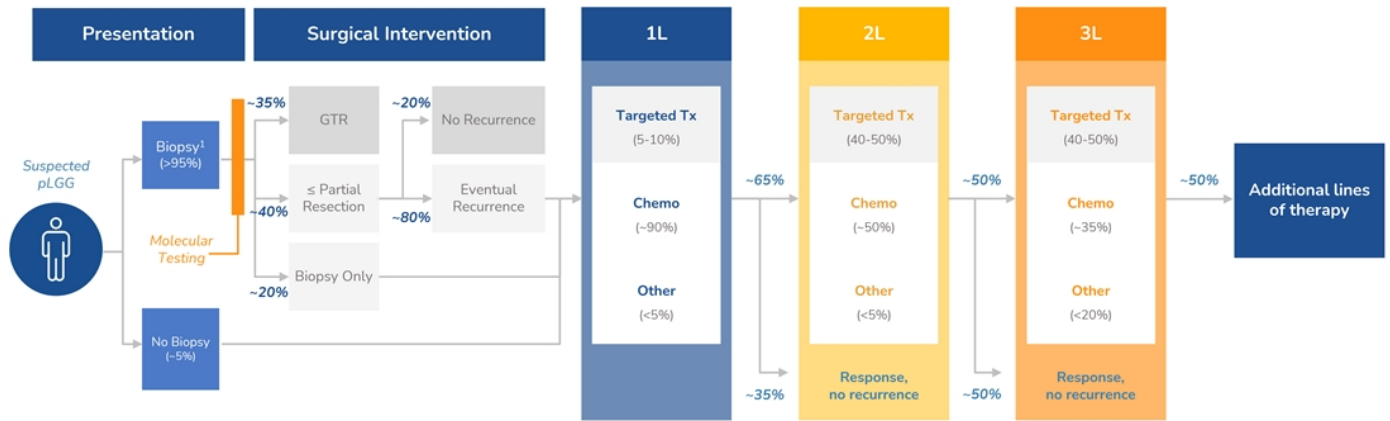 Presentation
Surgical Intervention
1L
2L
3L
Suspected
pLGG
Biopsy1
(>95%)
Molecular
Testing
No Biopsy
(~5%)
~35%
GTR
~40%
≤ Partial
Resection
~20%
Biopsy Only
~20%
No Recurrence
~80%
Eventual
Recurrence
Targeted Tx
(5-10%)
Chemo
(~90%)
Other
(<5%)
~65%
~35%
Targeted Tx
(40-50%)
Chemo
(~50%)
Other
(<5%)
Response,
no recurrence
~50%
~50%
Targeted Tx
(40-50%)
Chemo
(~35%)
Other
(<20%)
Response,
no recurrence
~50%
Additional lines
of therapy